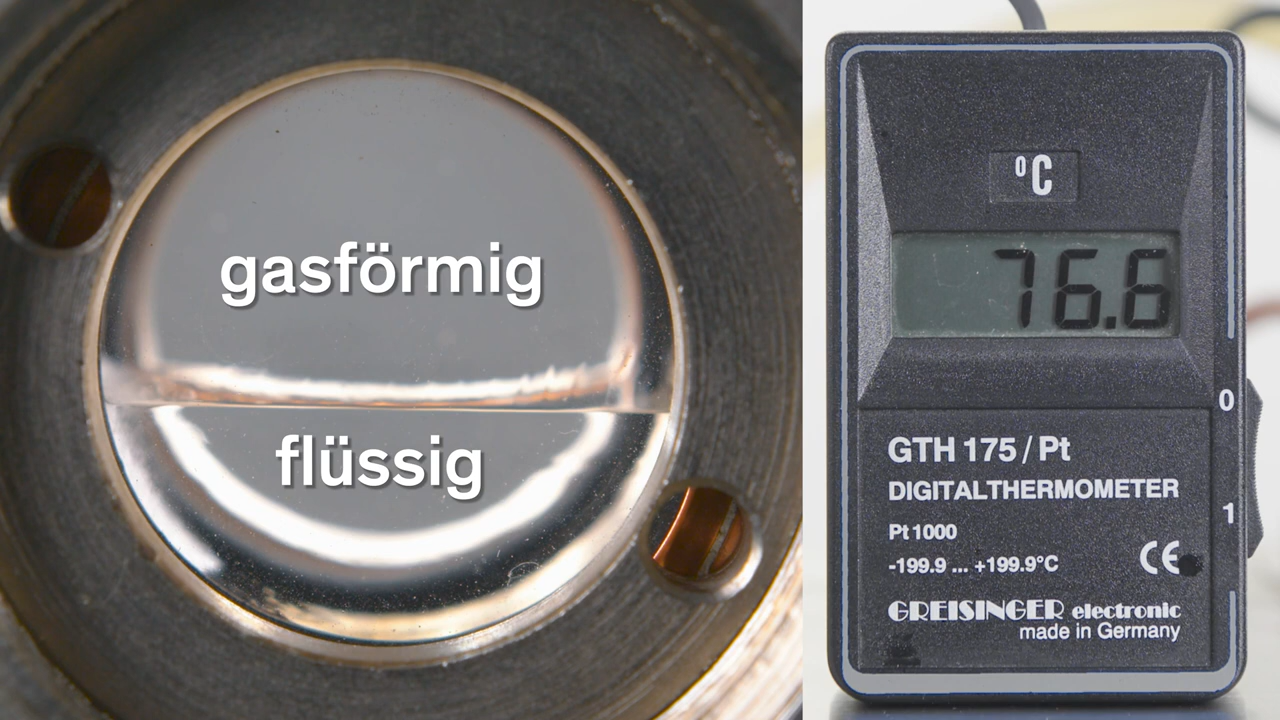 gasförmig
flüssig
°C
76.6
0
GTH 175 / Pt
DIGITALTHERMOMETER
1
Pt 1000
-199.9 ... +199.9°C
CE
GREISINGER electronic
made in Germany